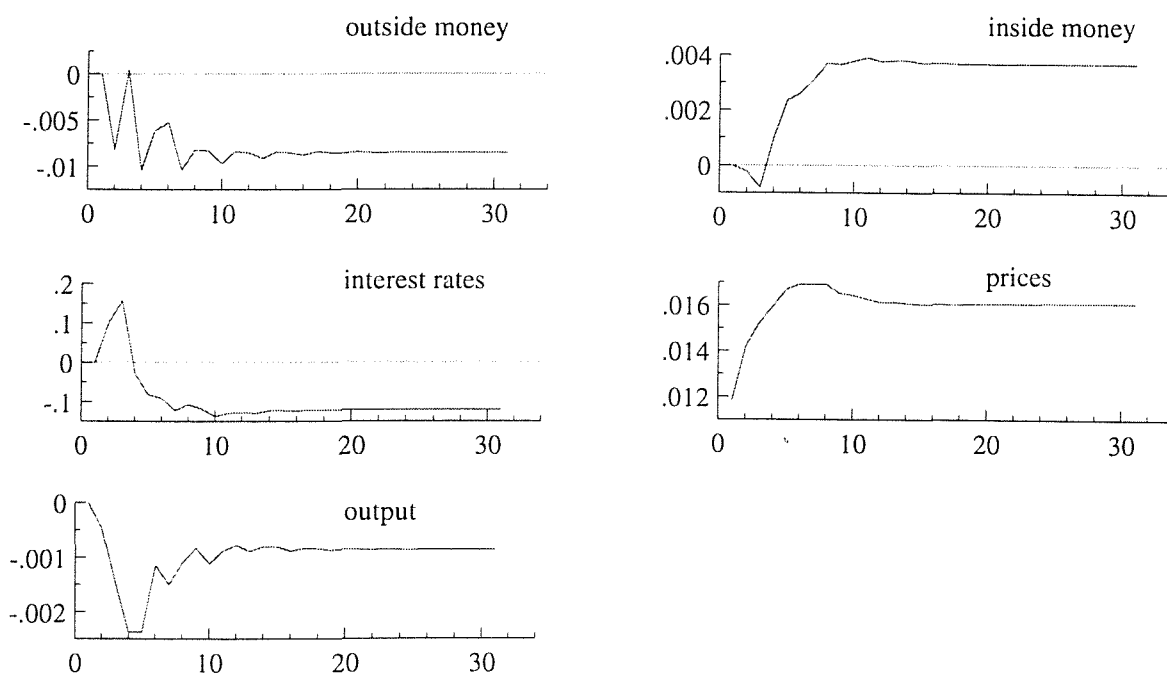 outside money
0
-.005
-.01
0 10 20 30
inside money
.004
.002
0
0 10 20 30
interest rates
.2
.1
0
-.1
0 10 20 30
prices
.016
.014
.012
0 10 20 30
output
0
-.001
-.002
0 10 20 30